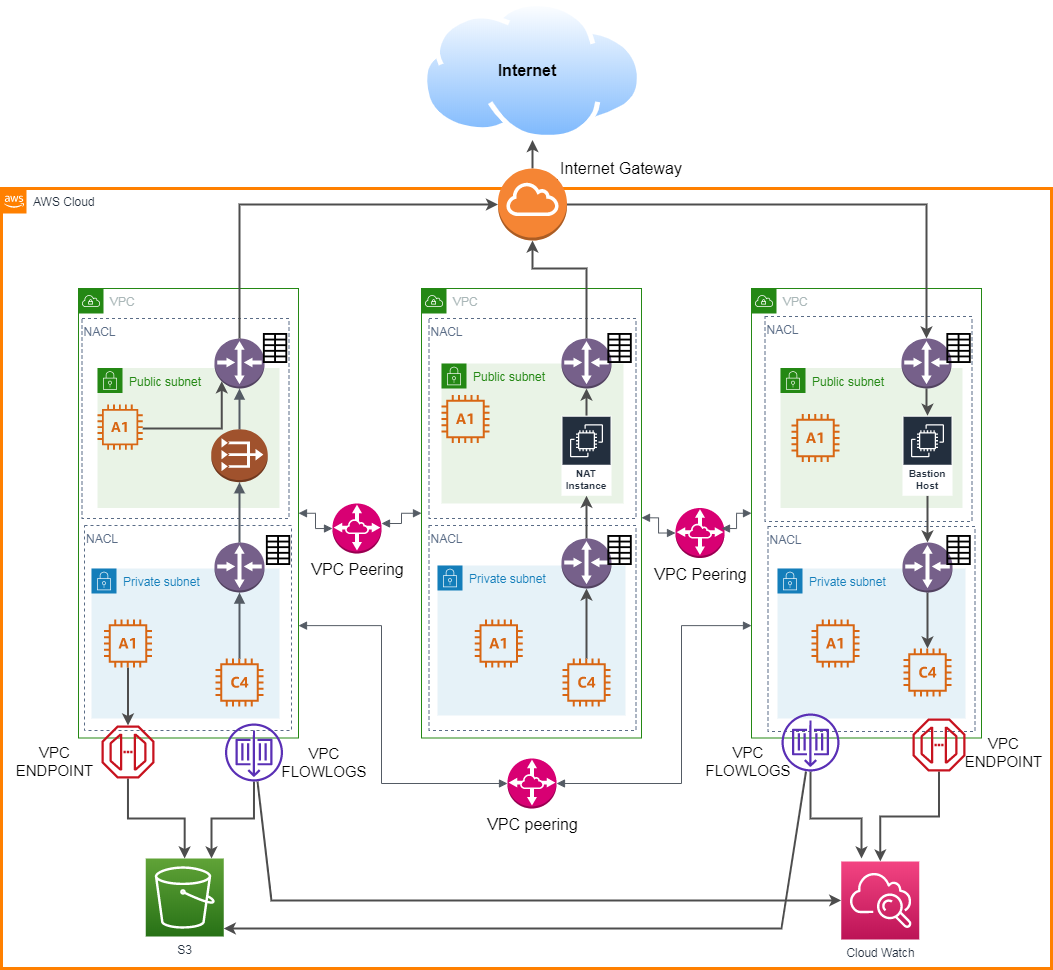 Internet
Internet Gateway
aws
AWS Cloud
VPC
VPC
VPC
NACL
NACL
NACL
Public subnet
Public subnet
Public subnet
A1
A1
A1
NAT
Instance
Bastion
Host
NACL
NACL
NACL
VPC Peering
VPC Peering
Private subnet
Private subnet
Private subnet
A1
A1
A1
C4
C4
C4
VPC
ENDPOINT
VPC
FLOWLOGS
VPC
FLOWLOGS
VPC
ENDPOINT
VPC peering
S3
Cloud Watch